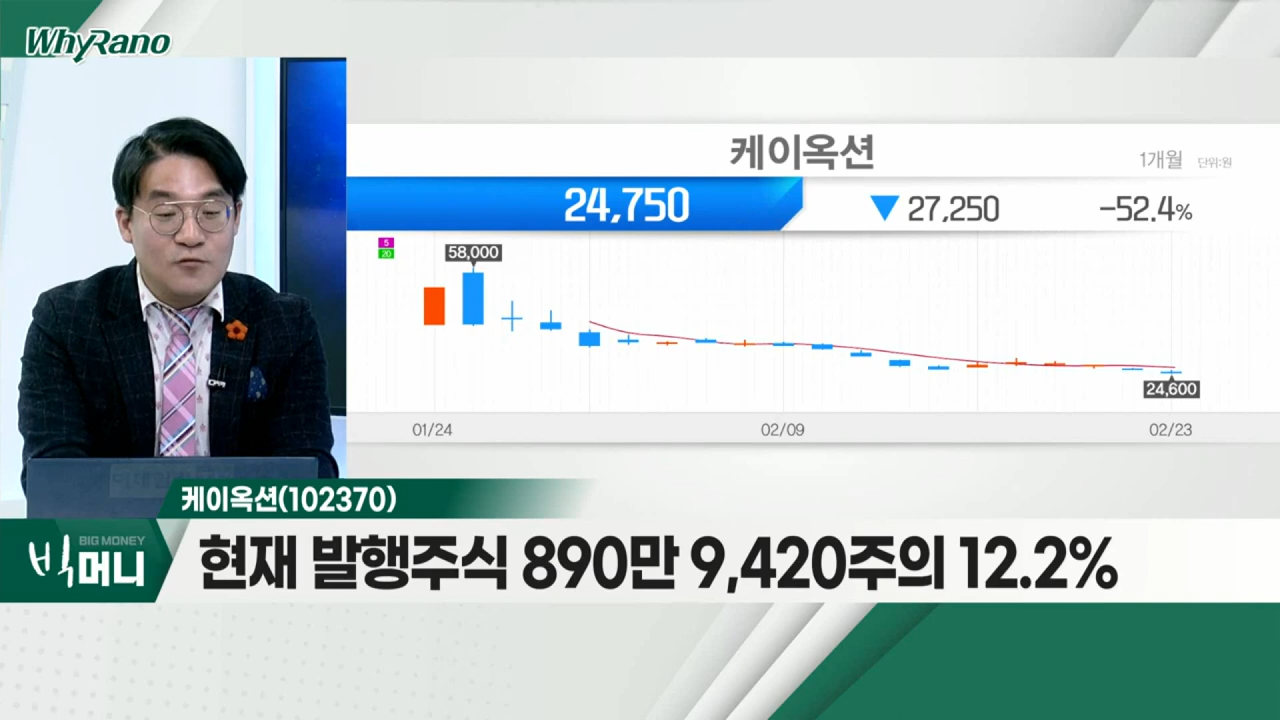 WhyRano
케이옥션
1개월 단위:원
24,750 ▼ 27,250 -52.4%
5
20
58,000
24,600
01/24 02/09 02/23
케이옥션(102370)
BIG MONEY
빅머니
현재 발행주식 890만 9,420주의 12.2%